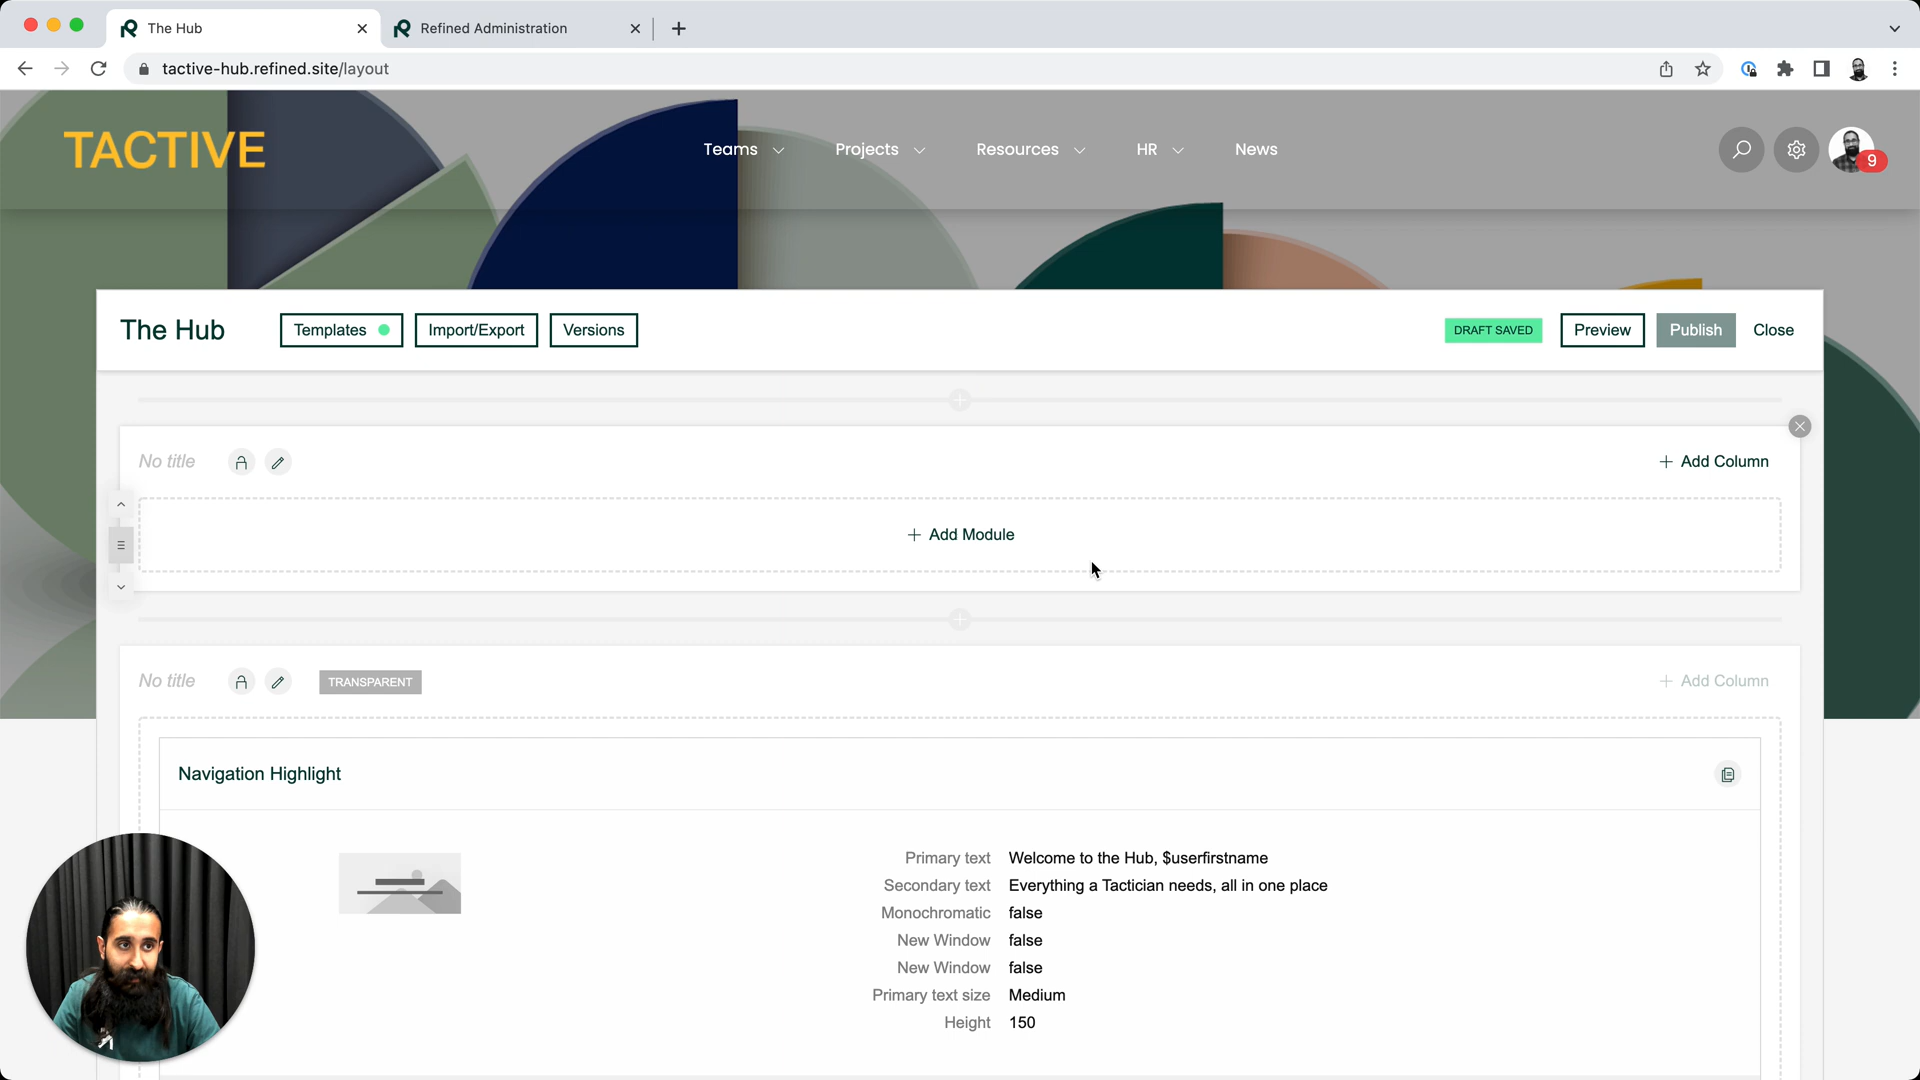 The Hub
Refined Administration
tactive-hub.refined.site/layout
TACTIVE
Teams
Projects
Resources
HR
News
9
The Hub
Templates
Import/Export
Versions
DRAFT SAVED
Preview
Publish
Close
No title
+ Add Column
+ Add Module
No title
TRANSPARENT
+ Add Column
Navigation Highlight
Primary text Welcome to the Hub, $userfirstname
Secondary text Everything a Tactician needs, all in one place
Monochromatic false
New Window false
New Window false
Primary text size Medium
Height 150